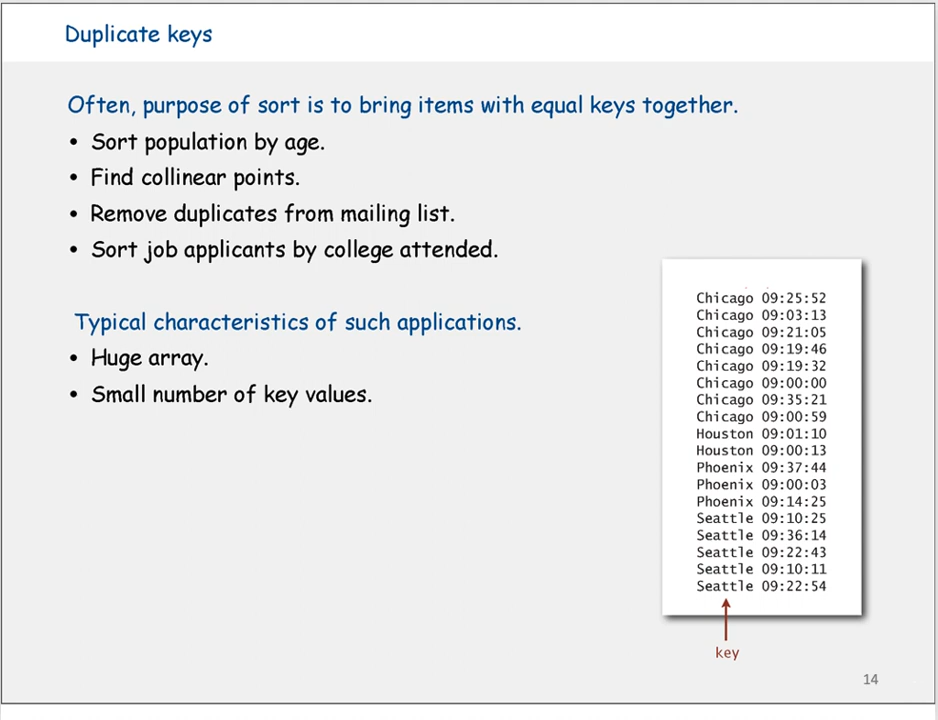 Duplicate keys
Often, purpose of sort is to bring items with equal keys together.
• Sort population by age.
• Find collinear points.
• Remove duplicates from mailing list.
• Sort job applicants by college attended.
Typical characteristics of such applications.
• Huge array.
• Small number of key values.
Chicago 09:25:52
Chicago 09:03:13
Chicago 09:21:05
Chicago 09:19:46
Chicago 09:19:32
Chicago 09:00:00
Chicago 09:35:21
Chicago 09:00:59
Houston 09:01:10
Houston 09:00:13
Phoenix 09:37:44
Phoenix 09:00:03
Phoenix 09:14:25
Seattle 09:10:25
Seattle 09:36:14
Seattle 09:22:43
Seattle 09:10:11
Seattle 09:22:54
key
14